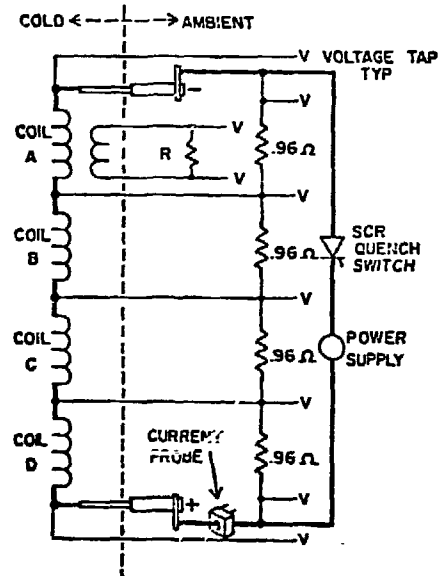 COLD <---> AMBIENT
V VOLTAGE TAP
TYP
-
V
COIL
A
V
R
.96Ω
V
V
COIL
B
.96Ω
SCR
QUENCH
SWITCH
V
POWER
SUPPLY
COIL
C
.96Ω
V
COIL
D
CURRENT
PROBE
.96Ω
+
V
V